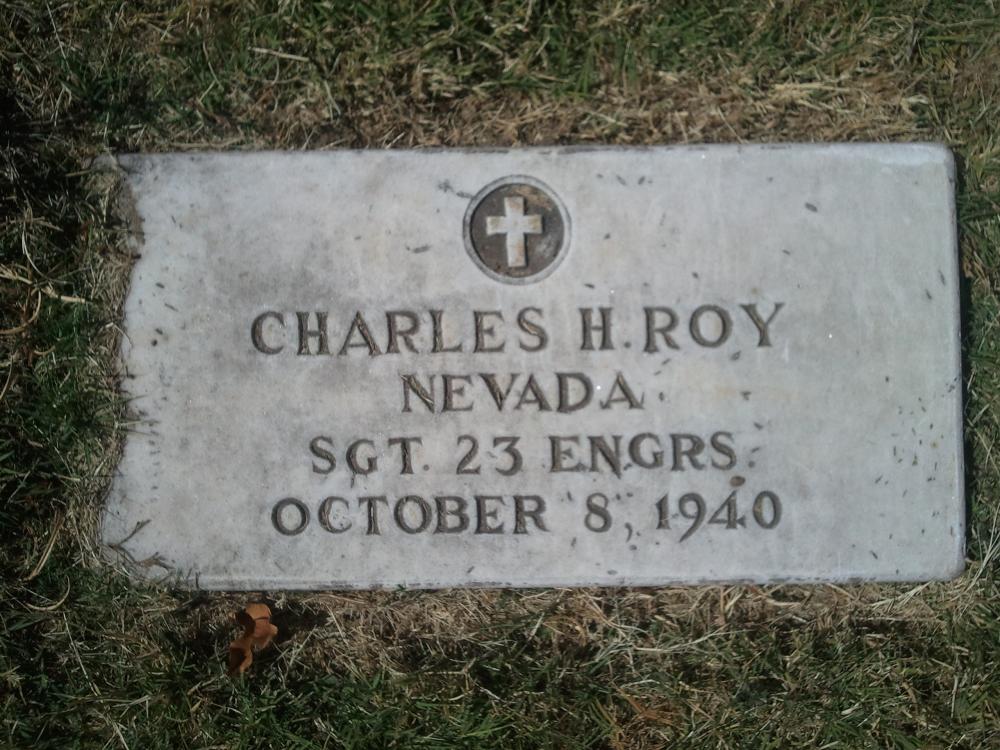 CHARLES H. ROY
NEVADA
SGT. 23 ENGRS.
OCTOBER 8, 1940